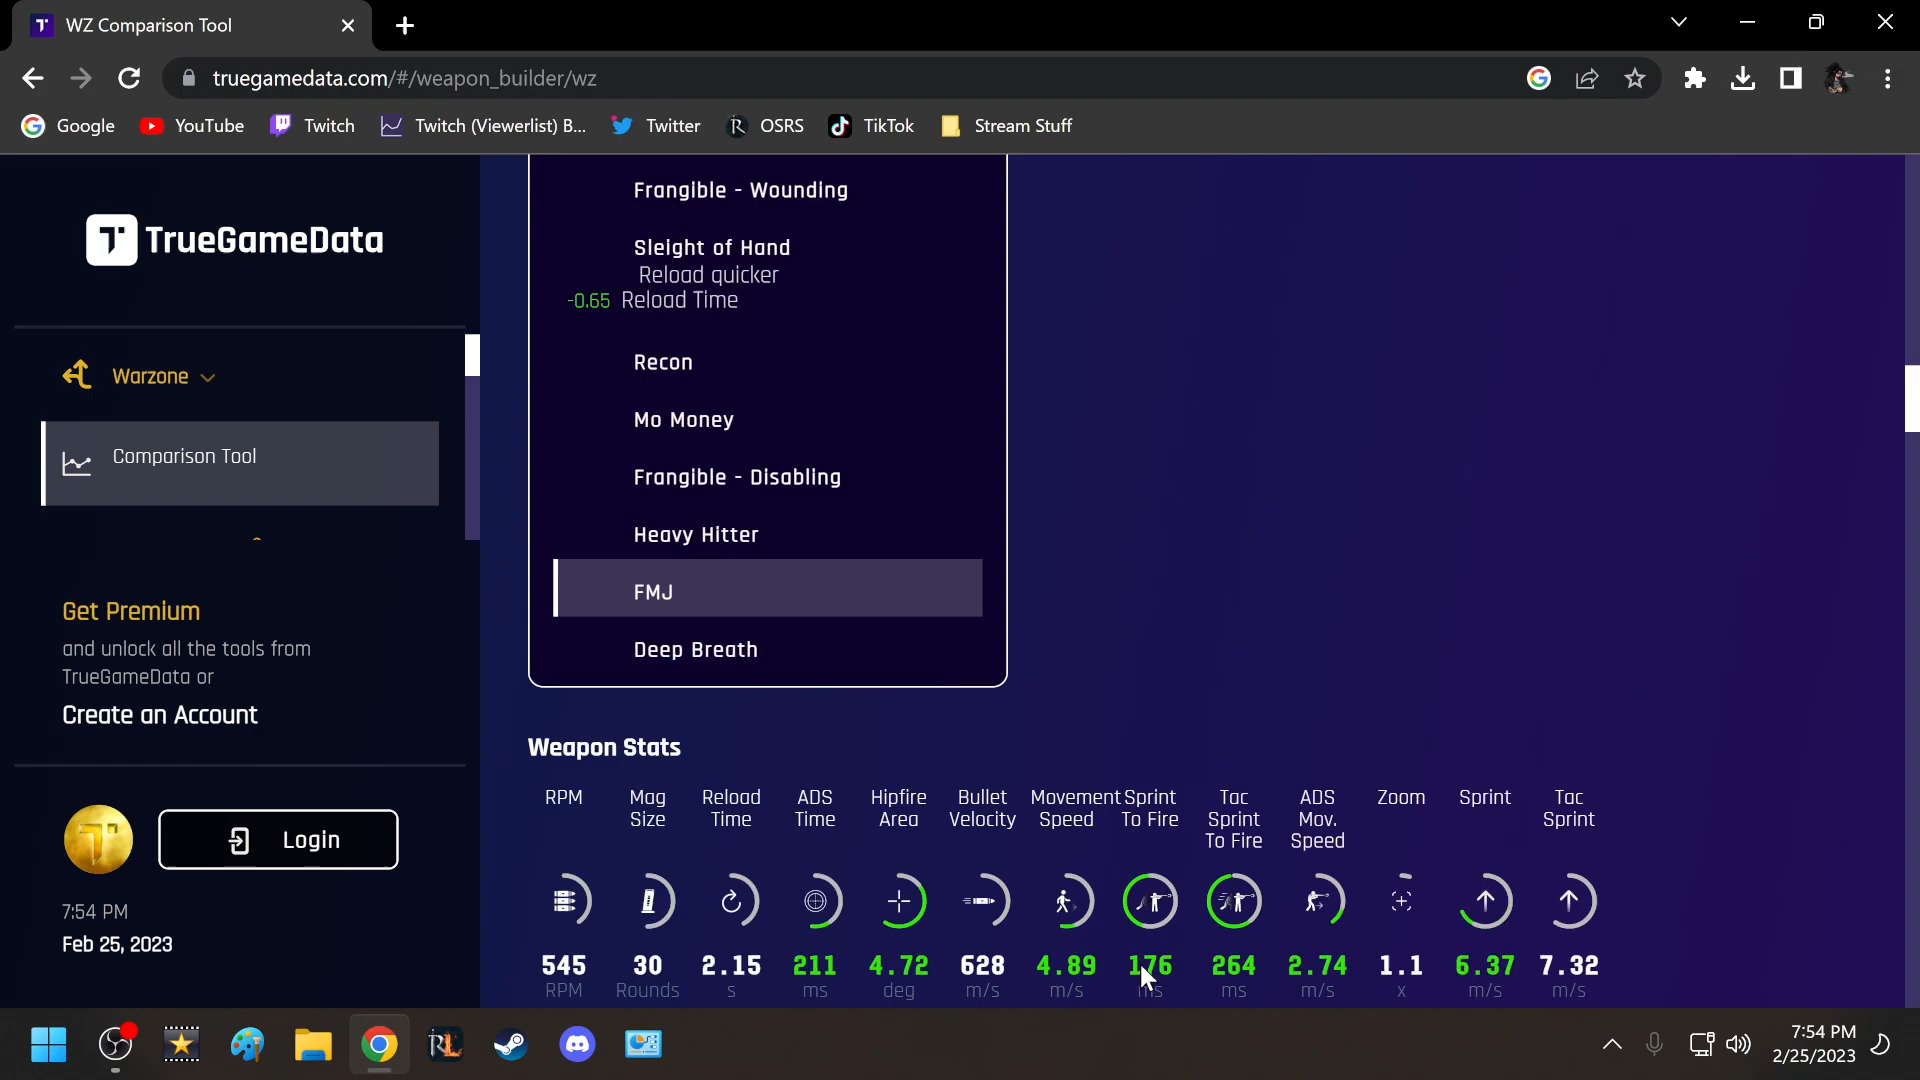 WZ Comparison Tool
truegamedata.com/#/weapon_builder/wz
Google YouTube Twitch Twitch (Viewerlist) B... Twitter OSRS TikTok Stream Stuff
TrueGameData
Warzone
Comparison Tool
Get Premium
and unlock all the tools from
TrueGameData or
Create an Account
Login
7:54 PM
Feb 25, 2023
Frangible - Wounding
Sleight of Hand
Reload quicker
-0.65 Reload Time
Recon
Mo Money
Frangible - Disabling
Heavy Hitter
FMJ
Deep Breath
Weapon Stats
RPM Mag Size Reload Time ADS Time Hipfire Area Bullet Velocity Movement Speed Sprint To Fire Tac Sprint To Fire ADS Mov. Speed Zoom Sprint Tac Sprint
545 30 2.15 211 4.72 628 4.89 176 264 2.74 1.1 6.37 7.32
RPM Rounds s ms deg m/s m/s ms ms m/s x m/s m/s
7:54 PM
2/25/2023